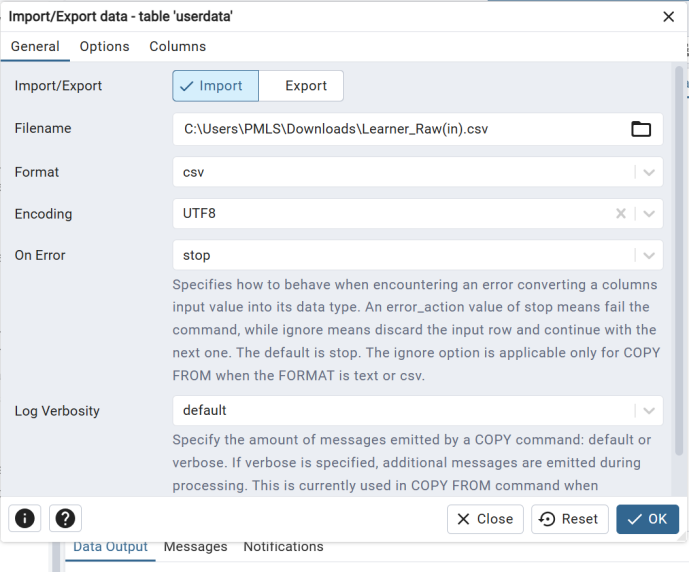 Import/Export data - table 'userdata'
General Options Columns
Import/Export Import Export
Filename C:\Users\PMLS\Downloads\Learner_Raw(in).csv
Format csv
Encoding UTF8
On Error stop
Specifies how to behave when encountering an error converting a columns
input value into its data type. An error_action value of stop means fail the
command, while ignore means discard the input row and continue with the
next one. The default is stop. The ignore option is applicable only for COPY
FROM when the FORMAT is text or csv.
Log Verbosity default
Specify the amount of messages emitted by a COPY command: default or
verbose. If verbose is specified, additional messages are emitted during
processing. This is currently used in COPY FROM command when
Close Reset OK
Data Output Messages Notifications